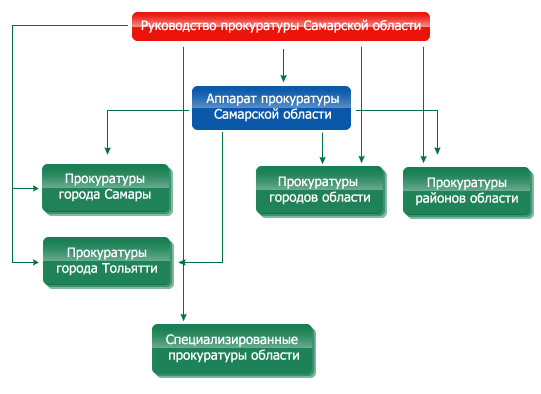 Руководство прокуратуры Самарской области
Аппарат прокуратуры
Самарской области
Прокуратуры
города Самары
Прокуратуры
городов области
Прокуратуры
районов области
Прокуратуры
города Тольятти
Специализированные
прокуратуры области